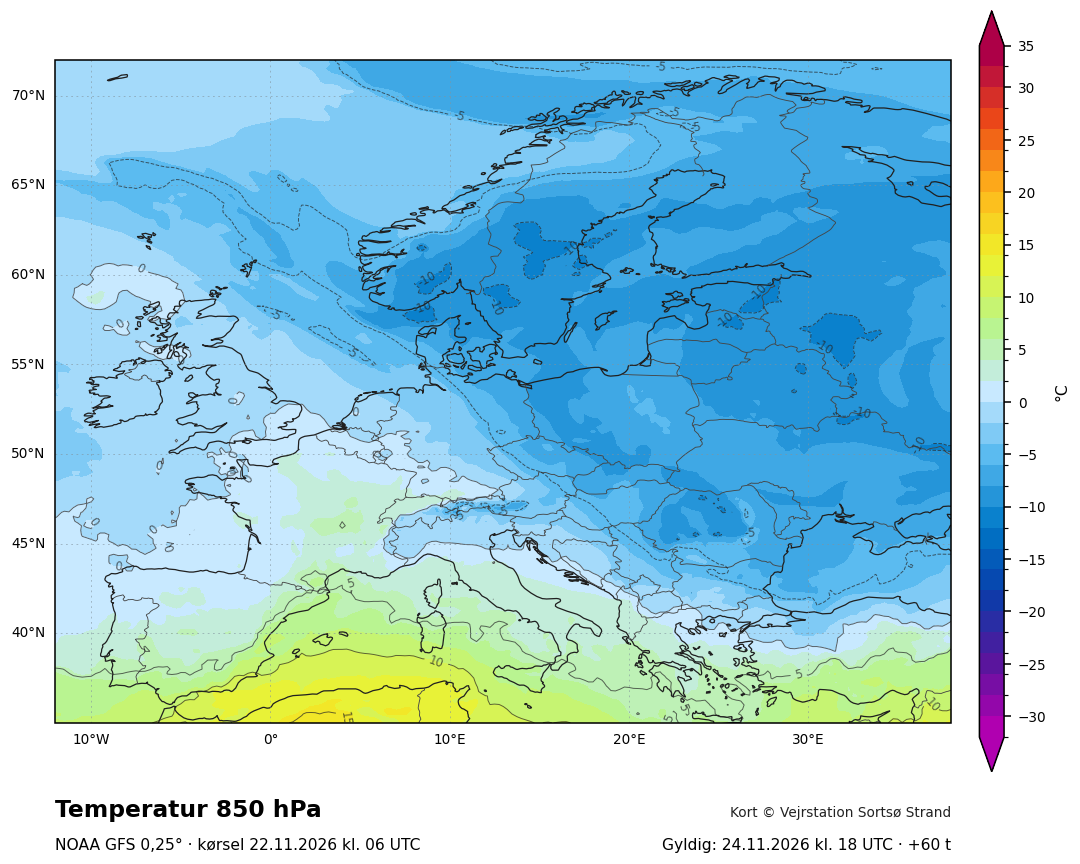 35
30
25
20
15
10
5
0
−5
−10
−15
−20
−25
−30
°C
70°N
65°N
60°N
55°N
50°N
45°N
40°N
10°W
0°
10°E
20°E
30°E
Temperatur 850 hPa
Kort © Vejrstation Sortsø Strand
NOAA GFS 0,25° · kørsel 22.11.2026 kl. 06 UTC
Gyldig: 24.11.2026 kl. 18 UTC · +60 t